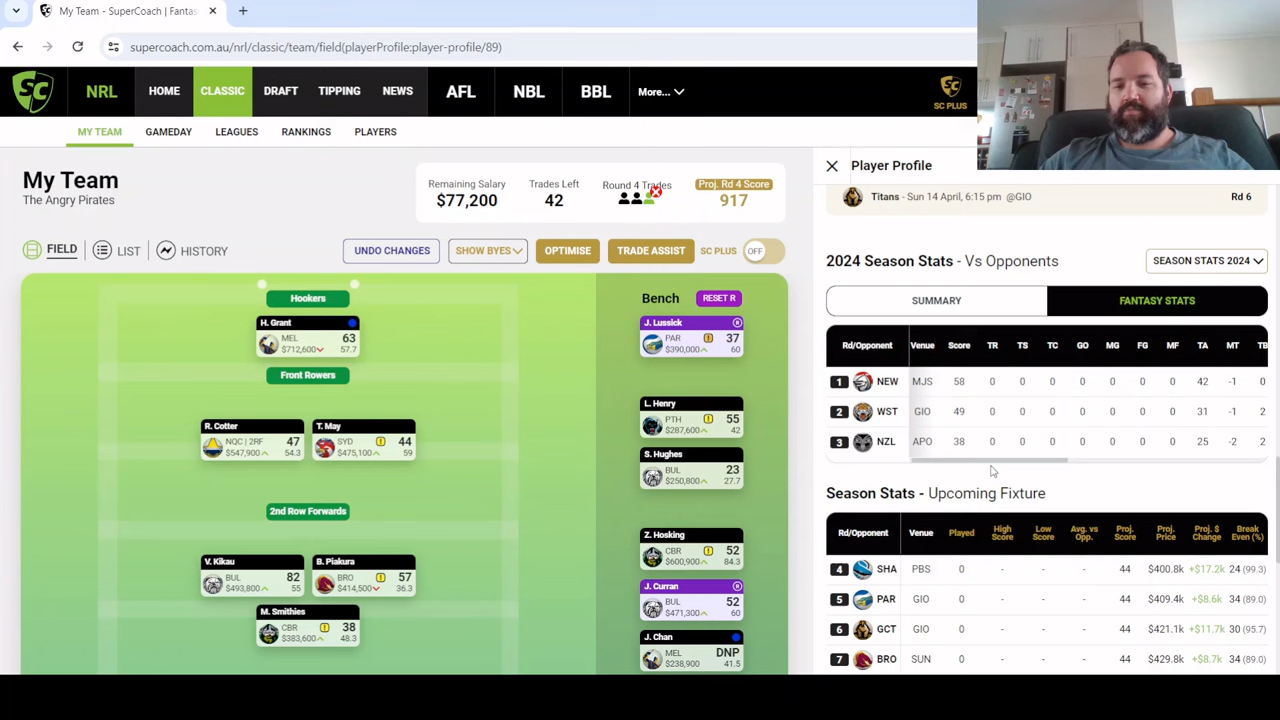 My Team - SuperCoach | Fantas
supercoach.com.au/nrl/classic/team/field(playerProfile:player-profile/89)
SC NRL HOME CLASSIC DRAFT TIPPING NEWS AFL NBL BBL More...
SC PLUS
MY TEAM GAMEDAY LEAGUES RANKINGS PLAYERS
My Team
The Angry Pirates
Remaining Salary Trades Left Round 4 Trades Proj. Rd 4 Score
$77,200 42 917
FIELD LIST HISTORY UNDO CHANGES SHOW BYES OPTIMISE TRADE ASSIST SC PLUS OFF
Hookers
H. Grant
MEL 63
$712,600 57.7
Front Rowers
R. Cotter
NQC | 2RF 47
$547,900 54.3
T. May
SYD 44
$475,100 59
2nd Row Forwards
V. Kikau
BUL 82
$493,800 55
B. Piakura
BRO 57
$414,500 36.3
M. Smithies
CBR 38
$383,600 48.3
Bench RESET R
J. Lussick
PAR 37
$390,000 60
L. Henry
PTH 55
$287,600 42
S. Hughes
BUL 23
$250,800 27.7
Z. Hosking
CBR 52
$600,900 84.3
J. Curran
BUL 52
$471,300 60
J. Chan
MEL DNP
$238,900 41.5
Player Profile
Titans - Sun 14 April, 6:15 pm @GIO Rd 6
2024 Season Stats - Vs Opponents SEASON STATS 2024
SUMMARY FANTASY STATS
Rd/Opponent Venue Score TR TS TC GO MG FG MF TA MT TB
1 NEW MJS 58 0 0 0 0 0 0 0 42 -1 0
2 WST GIO 49 0 0 0 0 0 0 0 31 -1 2
3 NZL APO 38 0 0 0 0 0 0 0 25 -2 2
Season Stats - Upcoming Fixture
Rd/Opponent Venue Played High Score Low Score Avg. vs Opp. Proj. Score Proj. Price Proj. $ Change Break Even (%)
4 SHA PBS 0 - - - 44 $400.8k +$17.2k 24 (99.3)
5 PAR GIO 0 - - - 44 $409.4k +$8.6k 34 (89.0)
6 GCT GIO 0 - - - 44 $421.1k +$11.7k 30 (95.7)
7 BRO SUN 0 - - - 44 $429.8k +$8.7k 34 (89.0)